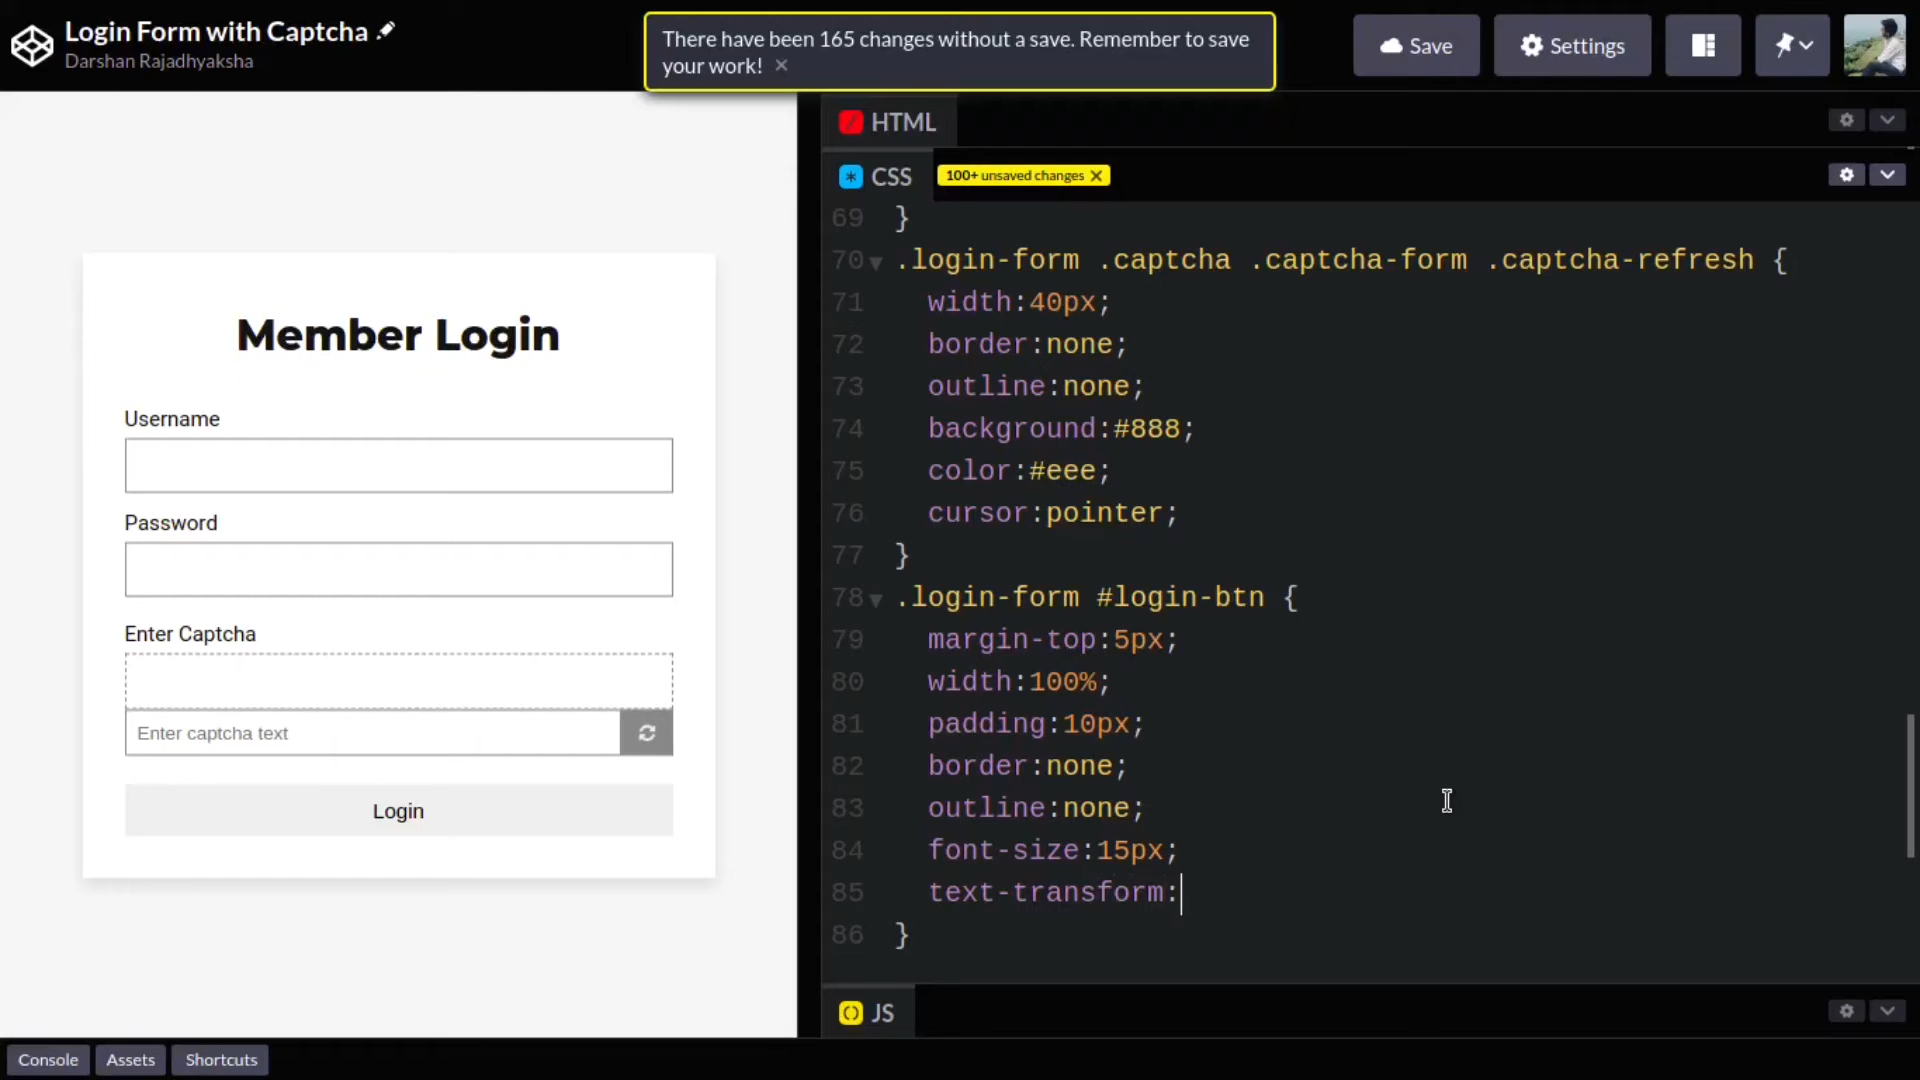 Login Form with Captcha
Darshan Rajadhyaksha
There have been 165 changes without a save. Remember to save
your work! ×
Save
Settings
Member Login
Username
Password
Enter Captcha
Enter captcha text
Login
HTML
CSS
100+ unsaved changes ×
69 }
70 .login-form .captcha .captcha-form .captcha-refresh {
71 width:40px;
72 border:none;
73 outline:none;
74 background:#888;
75 color:#eee;
76 cursor:pointer;
77 }
78 .login-form #login-btn {
79 margin-top:5px;
80 width:100%;
81 padding:10px;
82 border:none;
83 outline:none;
84 font-size:15px;
85 text-transform:
86 }
JS
Console Assets Shortcuts